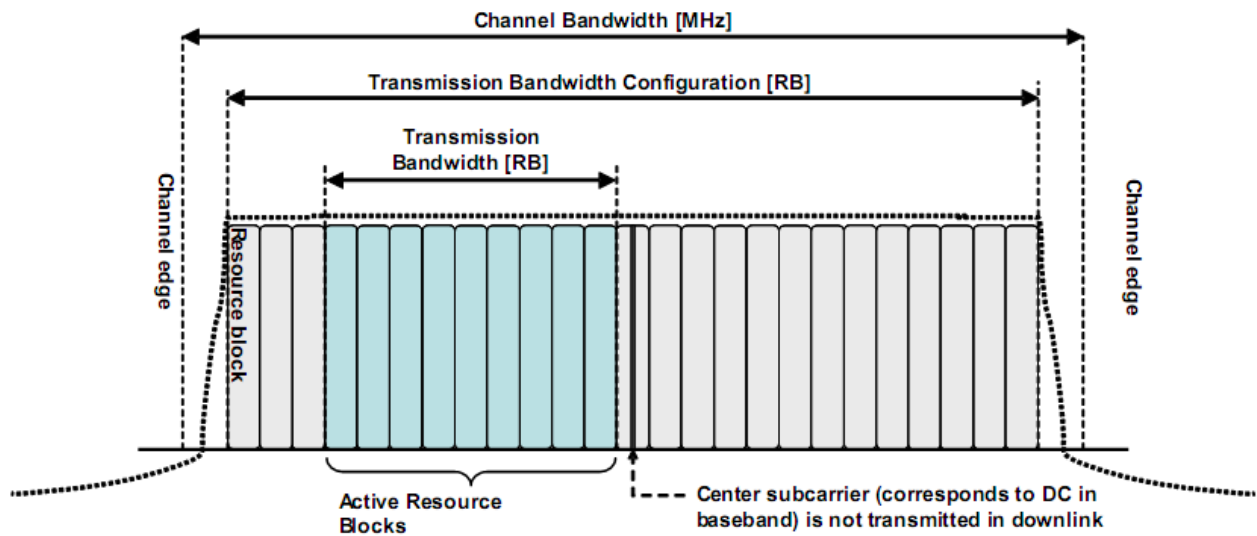 Channel Bandwidth [MHz]
Transmission Bandwidth Configuration [RB]
Transmission
Bandwidth [RB]
Channel edge
Resource block
Channel edge
Active Resource
Blocks
Center subcarrier (corresponds to DC in
baseband) is not transmitted in downlink